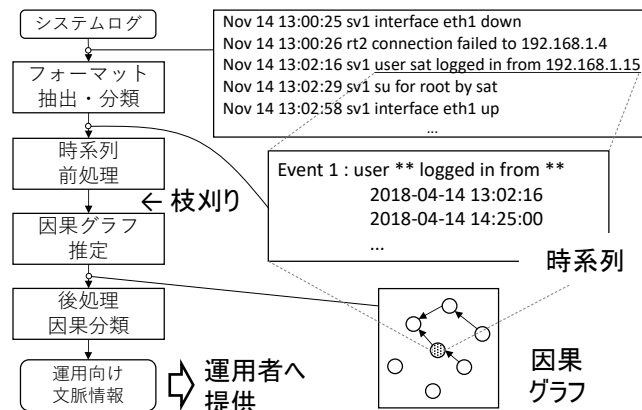 システムログ
フォーマット
抽出・分類
時系列
前処理
← 枝刈り
因果グラフ
推定
後処理
因果分類
運用向け
文脈情報
運用者へ
提供
Nov 14 13:00:25 sv1 interface eth1 down
Nov 14 13:00:26 rt2 connection failed to 192.168.1.4
Nov 14 13:02:16 sv1 user sat logged in from 192.168.1.15
Nov 14 13:02:29 sv1 su for root by sat
Nov 14 13:02:58 sv1 interface eth1 up
...
Event 1 : user ** logged in from **
2018-04-14 13:02:16
2018-04-14 14:25:00
...
時系列
因果
グラフ